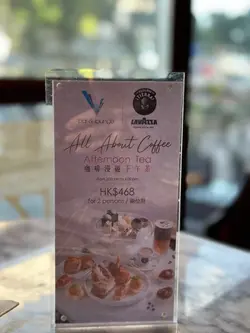 All About Coffee
Afternoon Tea
咖啡漫遊下午茶
HK$468
for 2 persons / 兩位用
LAVAZZA